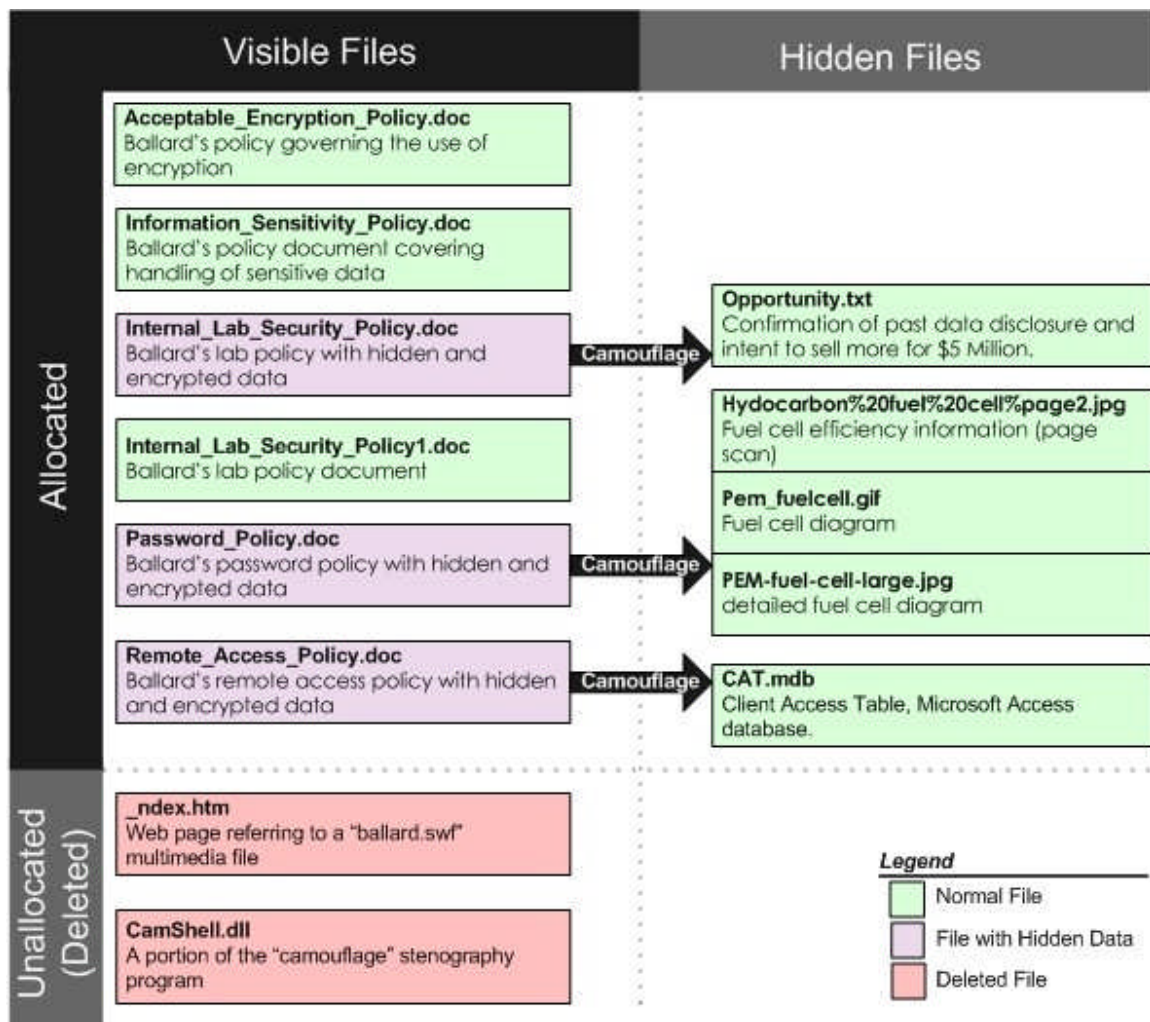 Visible Files
Hidden Files
Allocated
Acceptable_Encryption_Policy.doc
Ballard's policy governing the use of
encryption
Information_Sensitivity_Policy.doc
Ballard's policy document covering
handling of sensitive data
Internal_Lab_Security_Policy.doc
Ballard's lab policy with hidden and
encrypted data
Camouflage
Opportunity.txt
Confirmation of past data disclosure and
intent to sell more for $5 Million.
Internal_Lab_Security_Policy1.doc
Ballard's lab policy document
Hydocarbon%20fuel%20cell%page2.jpg
Fuel cell efficiency information (page
scan)
Pem_fuelcell.gif
Fuel cell diagram
Password_Policy.doc
Ballard's password policy with hidden and
encrypted data
Camouflage
PEM-fuel-cell-large.jpg
detailed fuel cell diagram
Remote_Access_Policy.doc
Ballard's remote access policy with hidden
and encrypted data
Camouflage
CAT.mdb
Client Access Table, Microsoft Access
database.
Unallocated
(Deleted)
_ndex.htm
Web page referring to a "ballard.swf"
multimedia file
CamShell.dll
A portion of the "camouflage" stenography
program
Legend
Normal File
File with Hidden Data
Deleted File